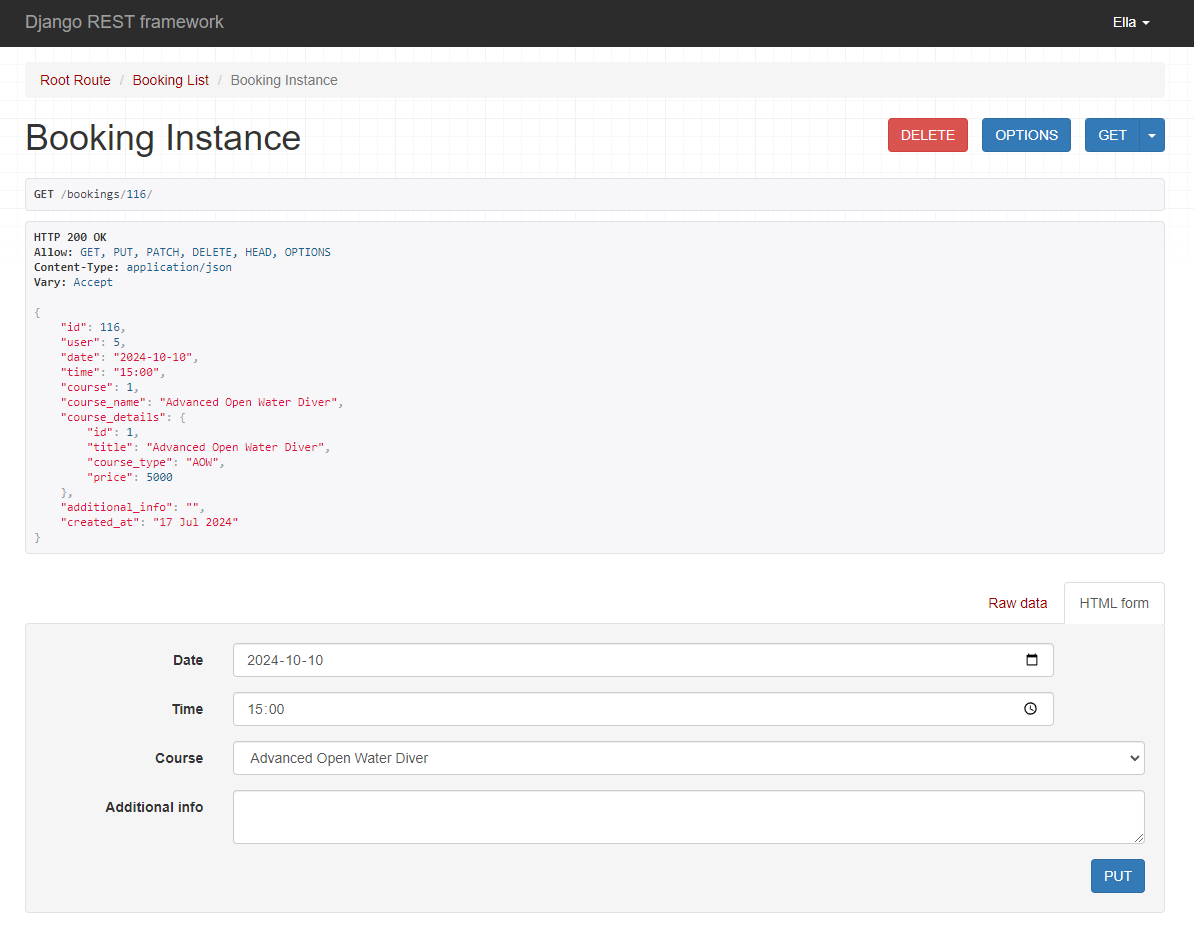 Django REST framework
Ella
Root Route / Booking List / Booking Instance
Booking Instance
DELETE
OPTIONS
GET
GET /bookings/116/
HTTP 200 OK
Allow: GET, PUT, PATCH, DELETE, HEAD, OPTIONS
Content-Type: application/json
Vary: Accept
{
"id": 116,
"user": 5,
"date": "2024-10-10",
"time": "15:00",
"course": 1,
"course_name": "Advanced Open Water Diver",
"course_details": {
"id": 1,
"title": "Advanced Open Water Diver",
"course_type": "AOW",
"price": 5000
},
"additional_info": "",
"created_at": "17 Jul 2024"
}
Raw data
HTML form
Date
2024-10-10
Time
15:00
Course
Advanced Open Water Diver
Additional info
PUT